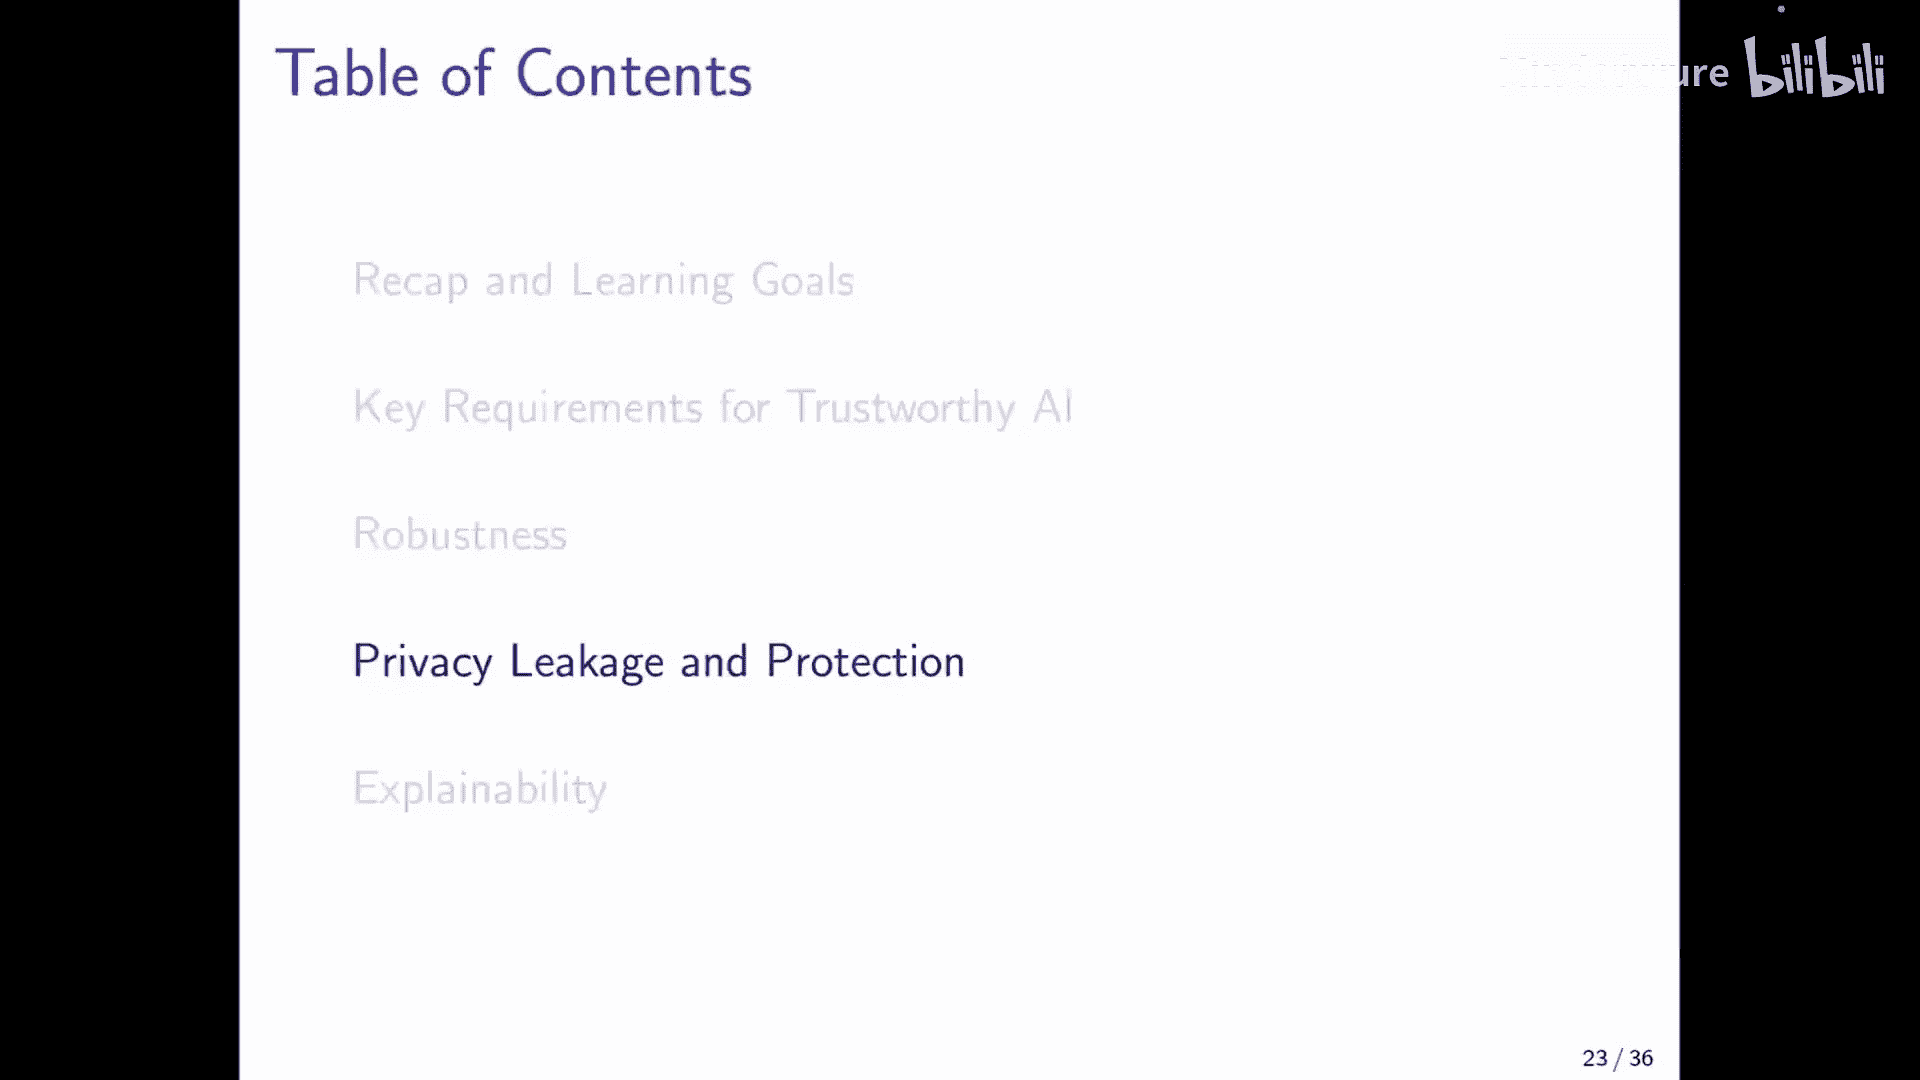 Table of Contents
bilibili
Recap and Learning Goals
Key Requirements for Trustworthy AI
Robustness
Privacy Leakage and Protection
Explainability
23 / 36